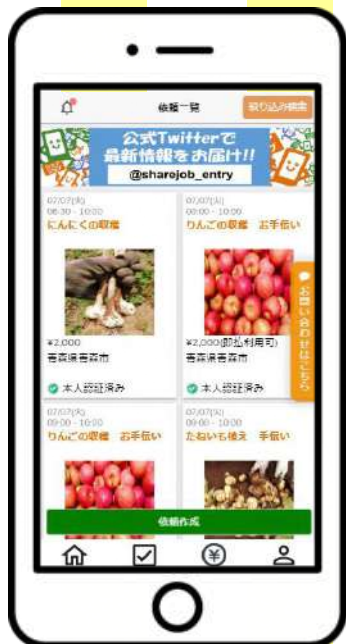 依頼一覧
絞り込み検索
公式Twitterで
最新情報をお届け!!
@sharejob_entry
07/07(火)
06:30 - 10:00
にんにくの収穫
¥2,000
青森県青森市
本人認証済み
07/07(火)
09:00 - 10:00
りんごの収穫 お手伝い
¥2,000(即払利用可)
青森県青森市
本人認証済み
お問い合わせはこちら
07/07(火)
09:00 - 10:00
りんごの収穫 お手伝い
07/07(火)
09:00 - 10:00
たねいも植え 手伝い
依頼作成